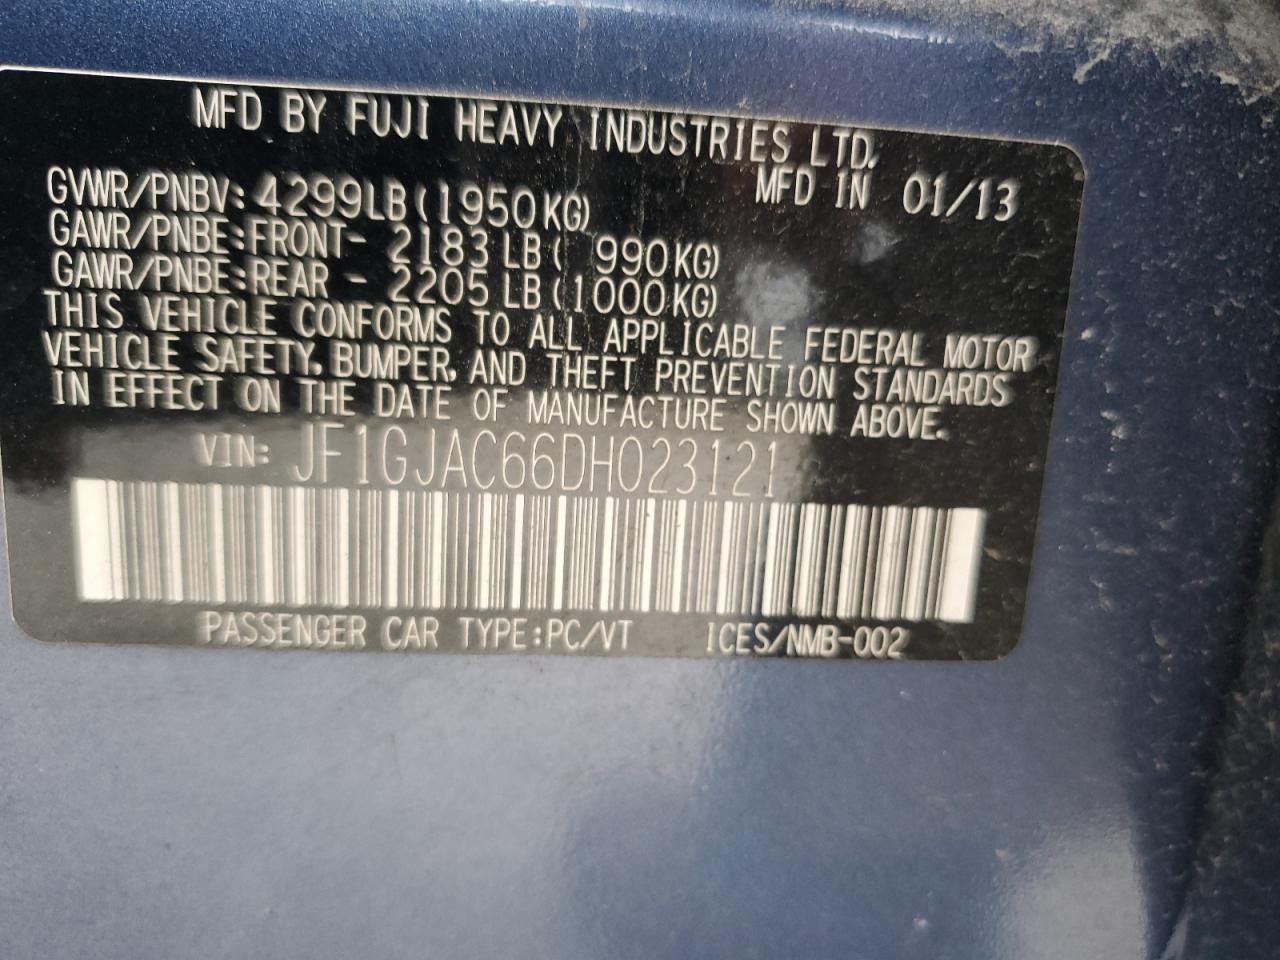 MFD BY FUJI HEAVY INDUSTRIES LTD.
MFD IN 01/13
GVWR/PNBV: 4299LB (1950KG)
GAWR/PNBE: FRONT- 2183 LB ( 990KG)
GAWR/PNBE: REAR - 2205 LB (1000KG)
THIS VEHICLE CONFORMS TO ALL APPLICABLE FEDERAL MOTOR
VEHICLE SAFETY, BUMPER, AND THEFT PREVENTION STANDARDS
IN EFFECT ON THE DATE OF MANUFACTURE SHOWN ABOVE.
VIN: JF1GJAC66DH023121
PASSENGER CAR TYPE:PC/VT ICES/NMB-002